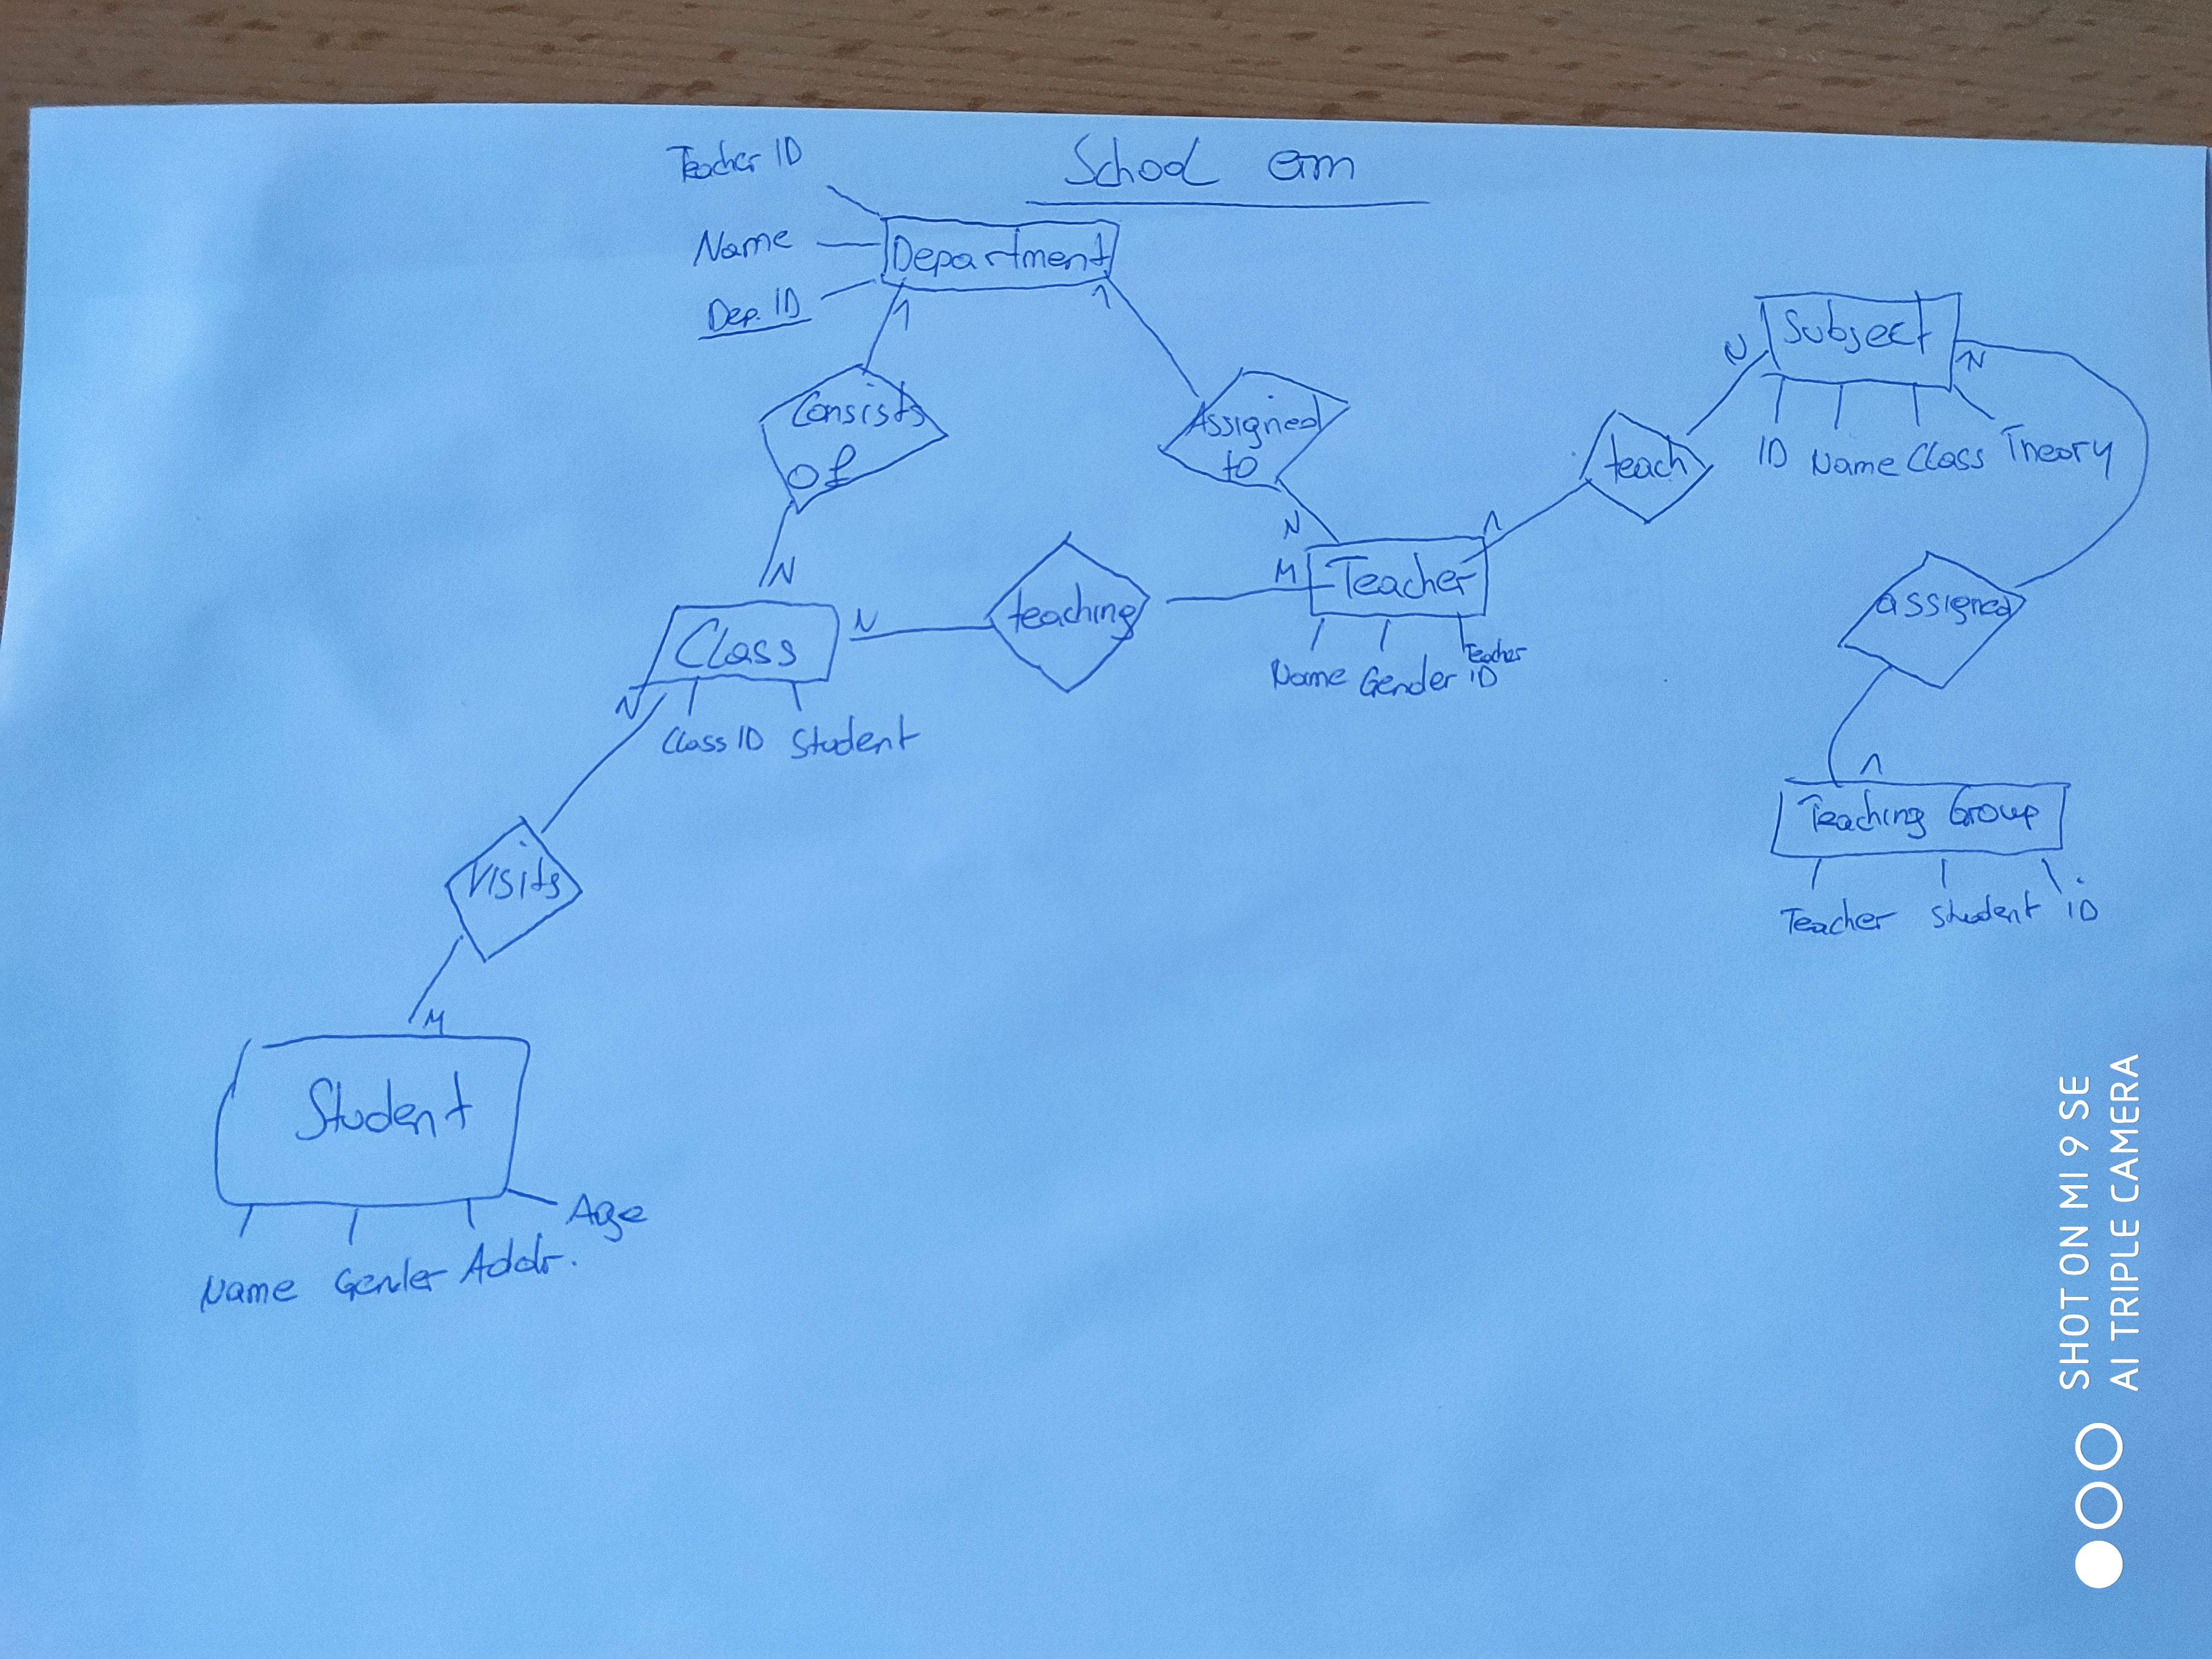 School erm
Teacher ID
Name
Dep. ID
Department
1
1
Consists
Of
Assigned
to
N
N
Class
N
N
Class ID Student
teaching
M
Teacher
1
Name Gender Teacher
ID
teach
N
Subject
N
ID Name Class Theory
assigned
1
Teaching Group
Teacher Student ID
Visits
M
Student
Name Gender Addr.
Age
SHOT ON MI 9 SE
AI TRIPLE CAMERA